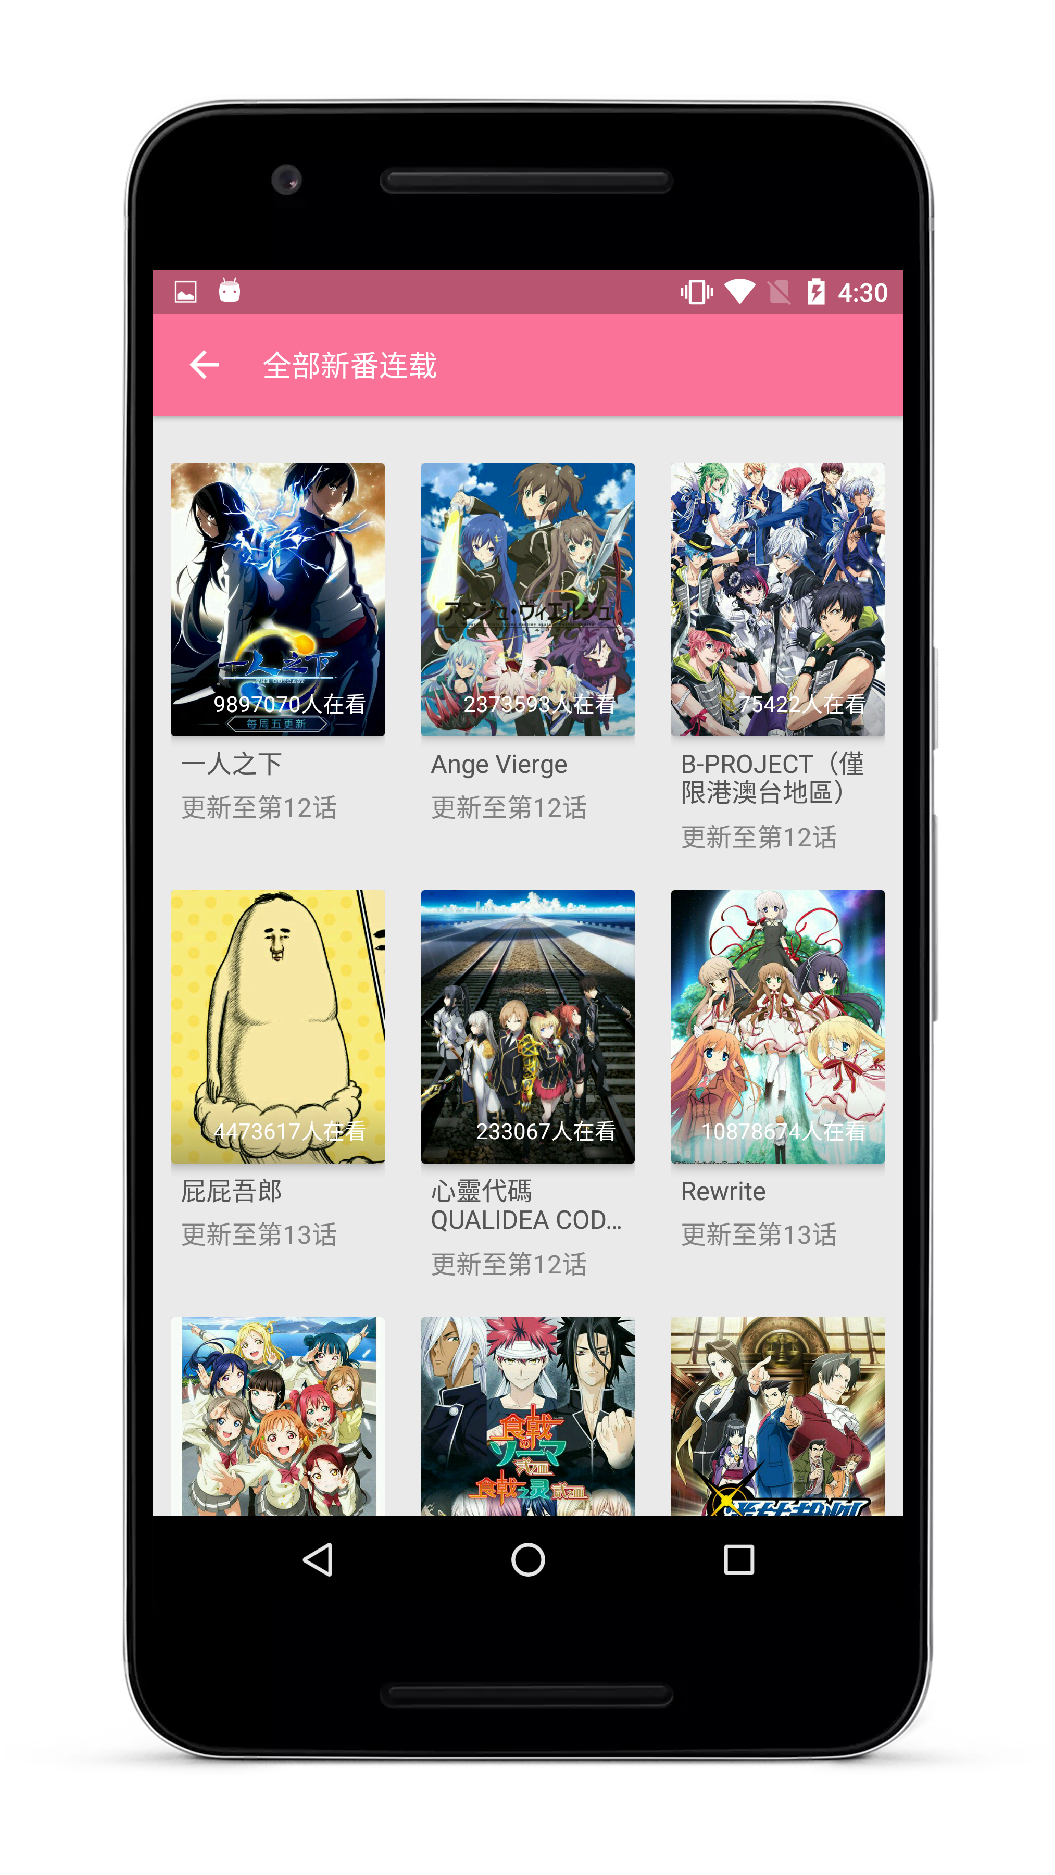 4:30
全部新番连载
一人之下
THE OUTCAST
9897070人在看
每周五更新
アンジュ・ヴィエルジュ
2373593人在看
75422人在看
一人之下
Ange Vierge
B-PROJECT（僅
限港澳台地區）
更新至第12话
更新至第12话
更新至第12话
4473617人在看
233067人在看
10878674人在看
屁屁吾郎
心靈代碼
QUALIDEA COD...
Rewrite
更新至第13话
更新至第12话
更新至第13话
食戟の
ソーマ
弐ノ皿
食戟之灵 弐ノ皿